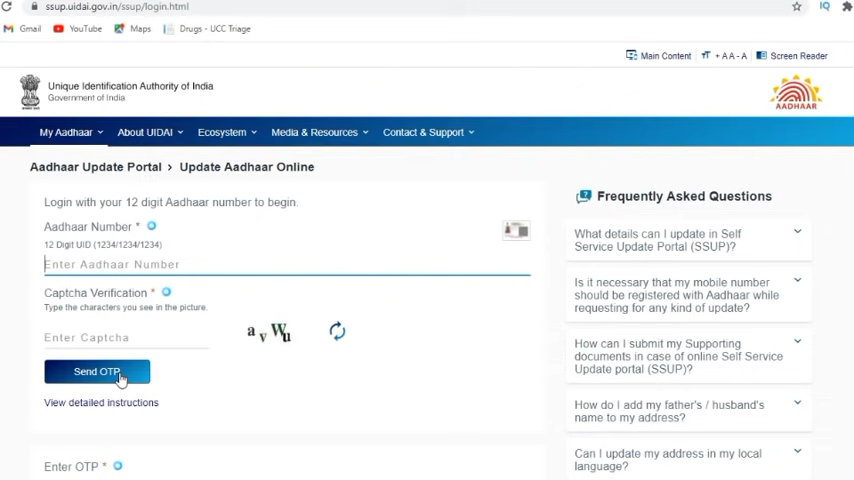 ssup.uidai.gov.in/ssup/login.html
Gmail YouTube Maps Drugs - UCC Triage
Main Content + A A - A Screen Reader
Unique Identification Authority of India
Government of India
AADHAAR
My Aadhaar About UIDAI Ecosystem Media & Resources Contact & Support
Aadhaar Update Portal > Update Aadhaar Online
Login with your 12 digit Aadhaar number to begin.
Aadhaar Number *
12 Digit UID (1234/1234/1234)
Enter Aadhaar Number
Captcha Verification *
Type the characters you see in the picture.
Enter Captcha
a v W u
Send OTP
View detailed instructions
Enter OTP *
Frequently Asked Questions
What details can I update in Self
Service Update Portal (SSUP)?
Is it necessary that my mobile number
should be registered with Aadhaar while
requesting for any kind of update?
How can I submit my Supporting
documents in case of online Self Service
Update portal (SSUP)?
How do I add my father's / husband's
name to my address?
Can I update my address in my local
language?